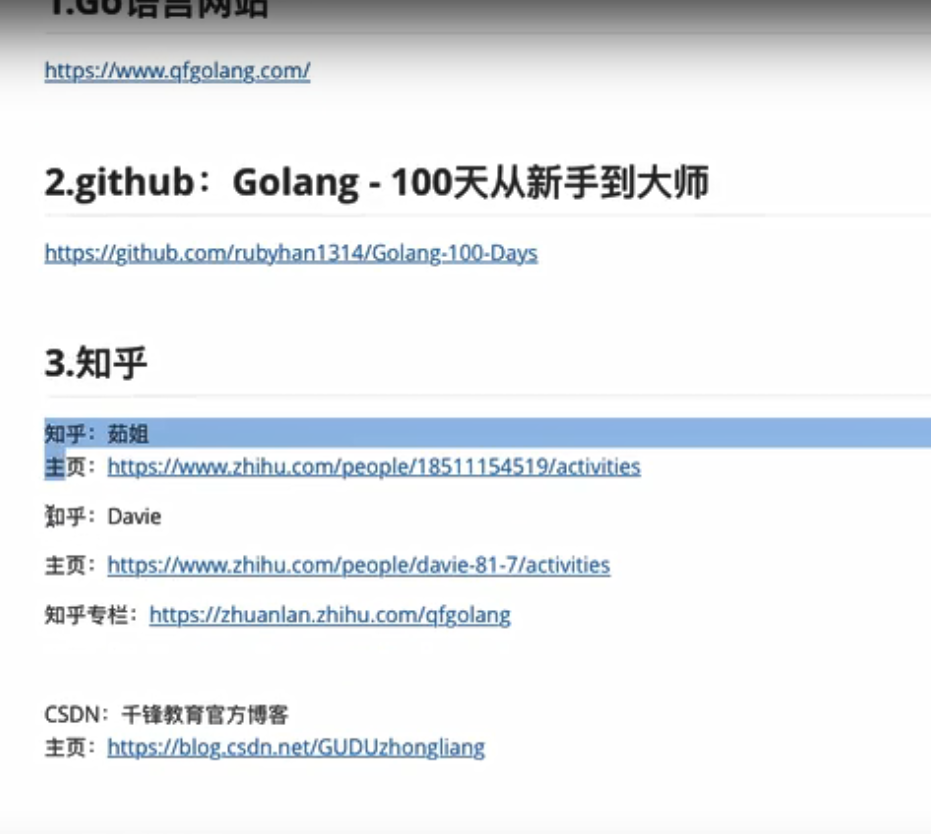 1.Go语言网站
https://www.qfgolang.com/
2.github：Golang - 100天从新手到大师
https://github.com/rubyhan1314/Golang-100-Days
3.知乎
知乎：茹姐
主页：https://www.zhihu.com/people/18511154519/activities
知乎：Davie
主页：https://www.zhihu.com/people/davie-81-7/activities
知乎专栏：https://zhuanlan.zhihu.com/qfgolang
CSDN：千锋教育官方博客
主页：https://blog.csdn.net/GUDUzhongliang